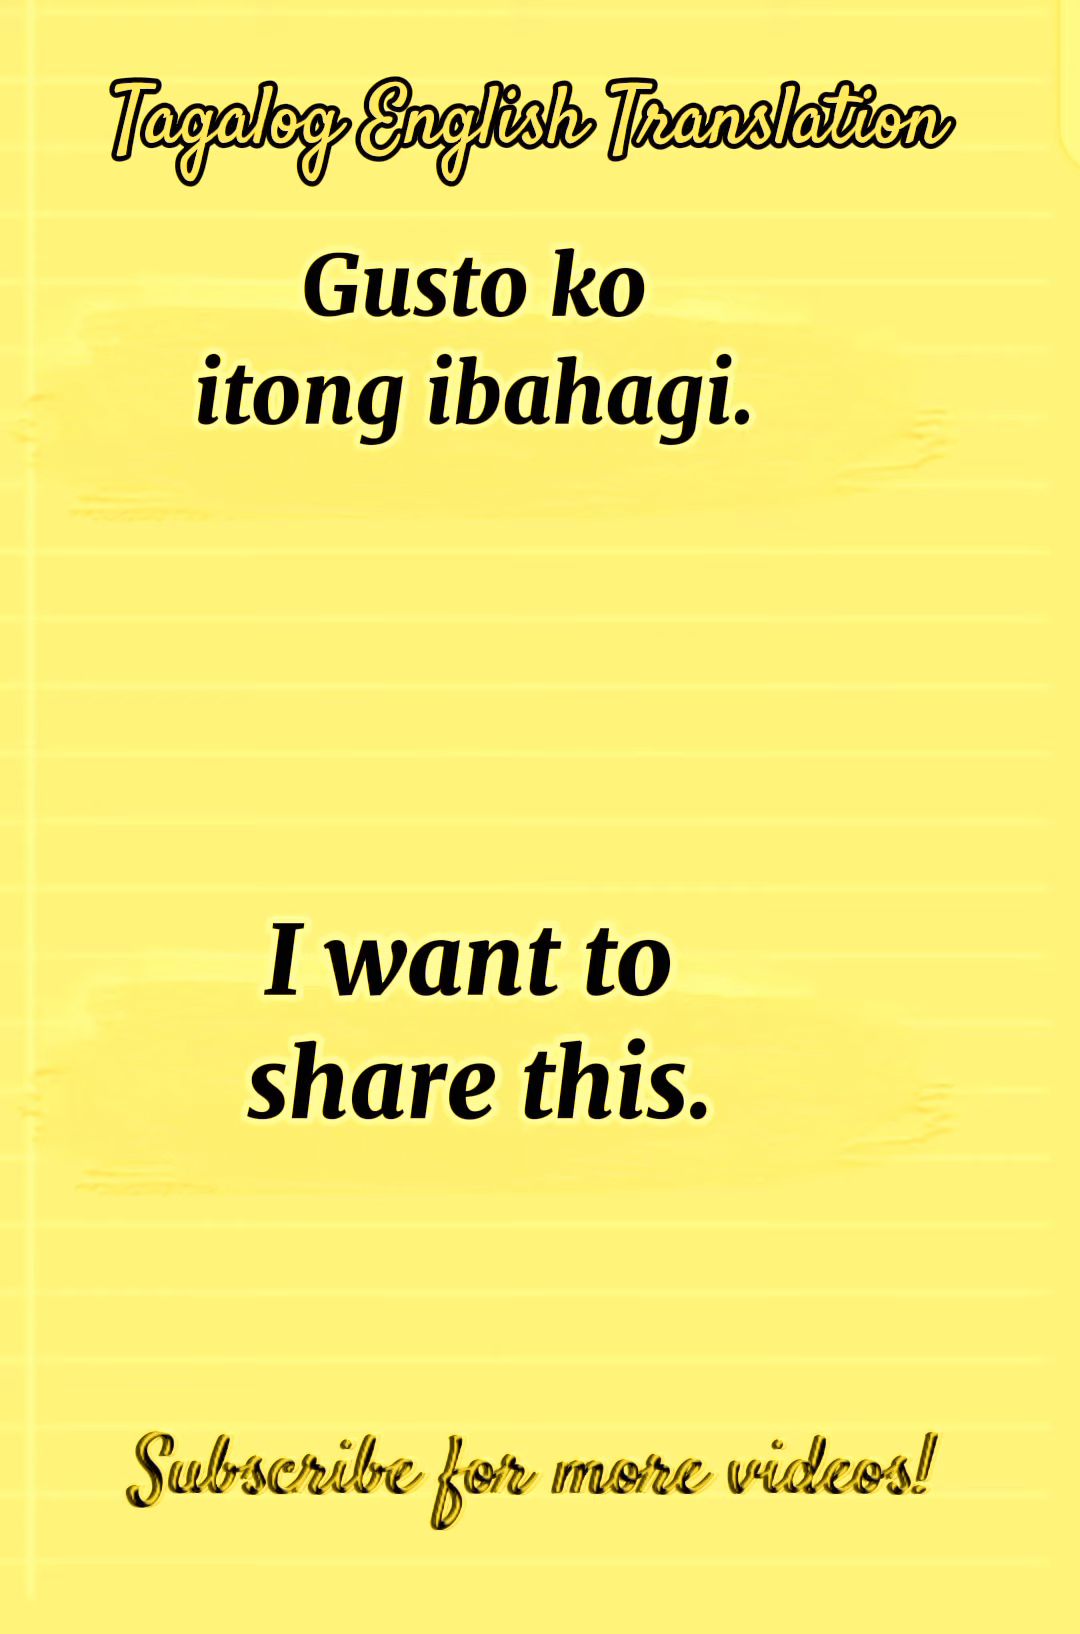 Tagalog English Translation
Gusto ko
itong ibahagi.
I want to
share this.
Subscribe for more videos!